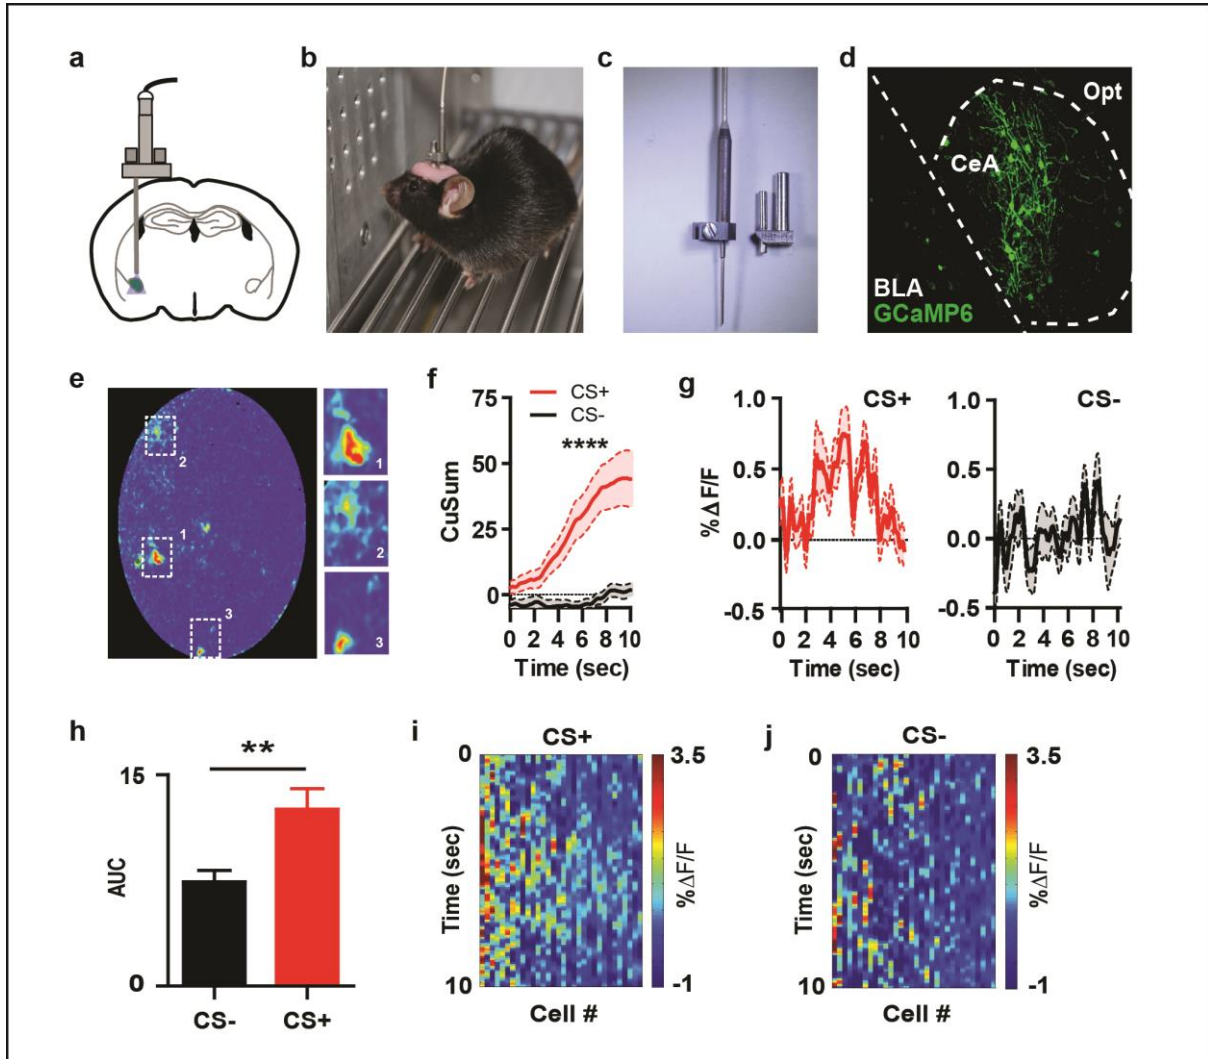 a
b
c
d
Opt
CeA
BLA
GCaMP6
e
2
1
3
1
2
3
f
CS+
CS-
75
50
25
0
****
CuSum
0 2 4 6 8 10
Time (sec)
g
CS+
1.0
0.5
0.0
-0.5
%ΔF/F
0 2 4 6 8 10
Time (sec)
CS-
1.0
0.5
0.0
-0.5
0 2 4 6 8 10
Time (sec)
h
**
15
0
AUC
CS- CS+
i
CS+
0
10
Time (sec)
Cell #
3.5
-1
%ΔF/F
j
CS-
0
10
Time (sec)
Cell #
3.5
-1
%ΔF/F